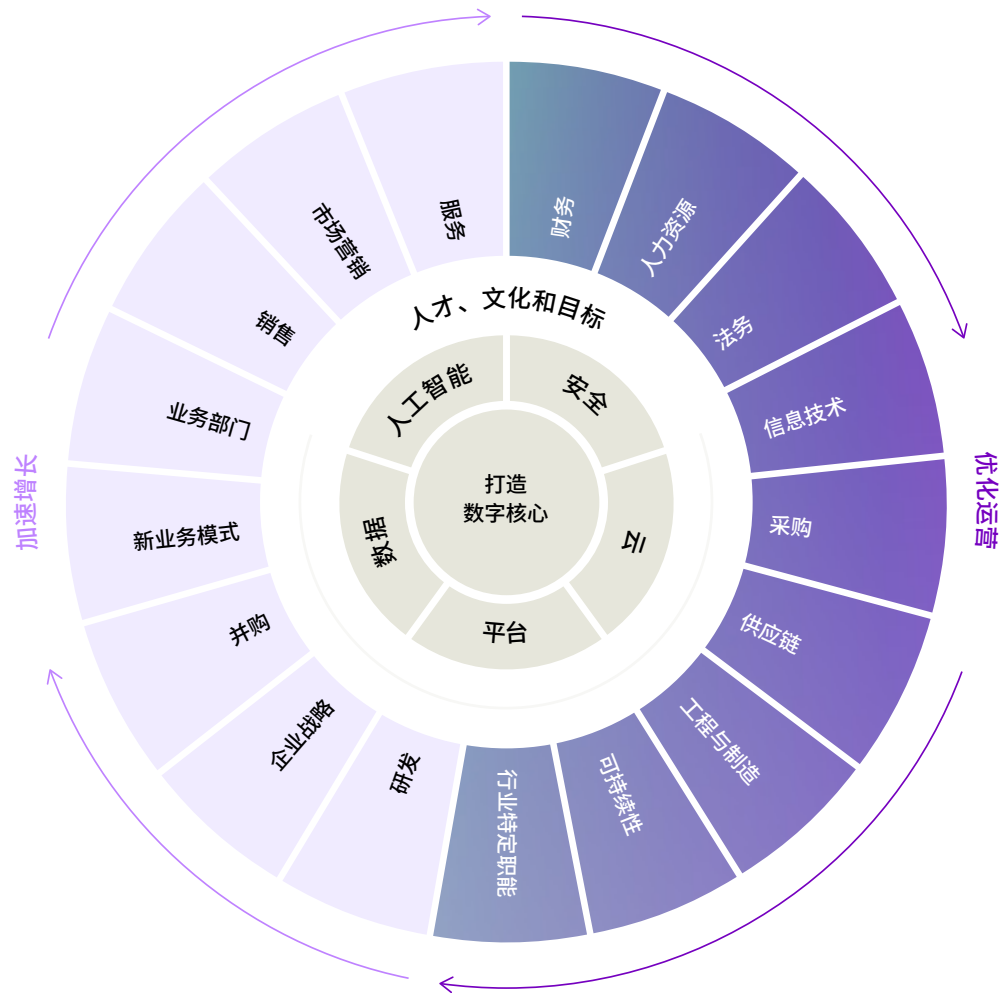 财务
人力资源
法务
信息技术
采购
供应链
工程与制造
可持续性
行业特定职能
研发
企业战略
并购
新业务模式
业务部门
销售
市场营销
服务
优化运营
加速增长
人才、文化和目标
人工智能
安全
云
平台
数据
打造
数字核心